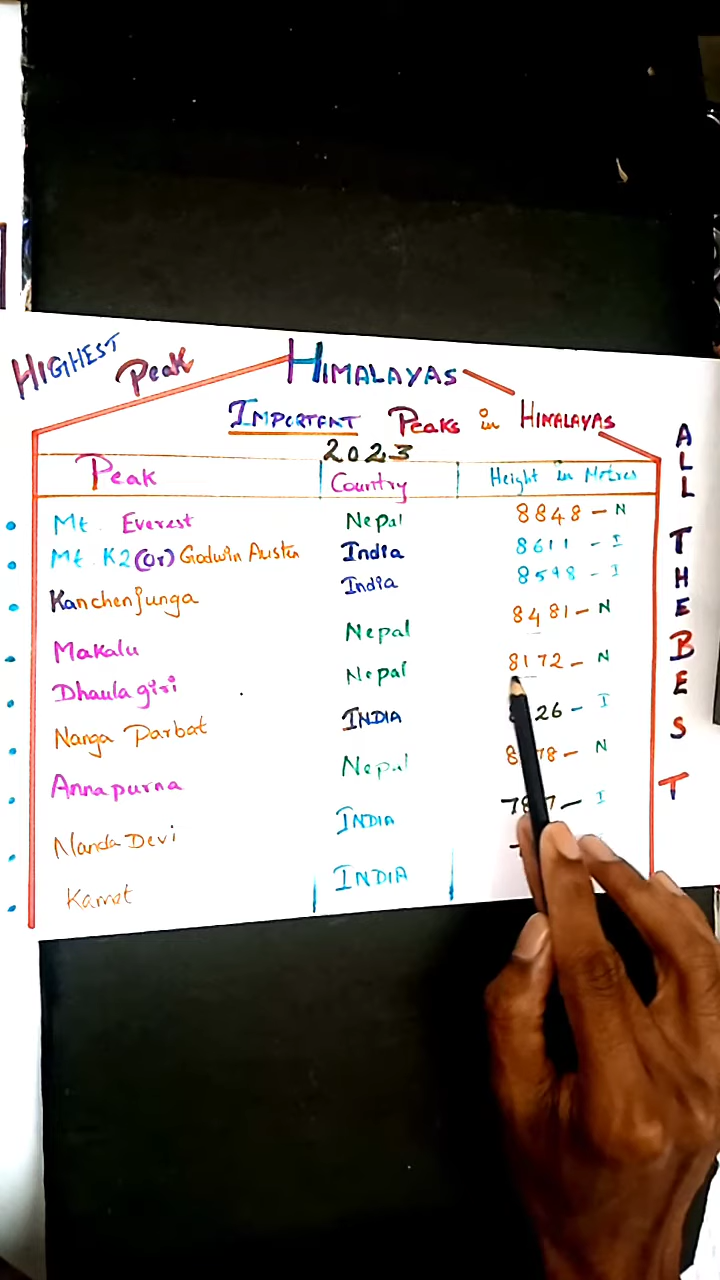 HIGHEST Peak HIMALAYAS
IMPORTANT Peaks in HIMALAYAS
2023
Peak Country Height in Metres
Mt. Everest Nepal 8848 - N
Mt. K2 (or) Godwin Austin India 8611 - I
Kanchenjunga India 8598 - I
Makalu Nepal 8481 - N
Dhaulagiri Nepal 8172 - N
Nanga Parbat INDIA - I
Annapurna Nepal - N
Nanda Devi INDIA - I
Kamet INDIA
ALL THE BEST